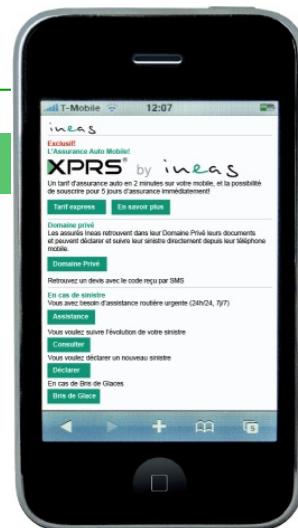 T-Mobile 12:07
ineas
Exclusif!
L'Assurance Auto Mobile!
XPRS® by ineas
Un tarif d'assurance auto en 2 minutes sur votre mobile, et la possibilité
de souscrire pour 5 jours d'assurance immédiatement!
Tarif express En savoir plus
Domaine privé
Les assurés Ineas retrouvent dans leur Domaine Privé leurs documents
et peuvent déclarer et suivre leur sinistre directement depuis leur téléphone
mobile.
Domaine Privé
Retrouvez un devis avec le code reçu par SMS
En cas de sinistre
Vous avez besoin d'assistance routière urgente (24h/24, 7j/7)
Assistance
Vous voulez suivre l'évolution de votre sinistre
Consulter
Vous voulez déclarer un nouveau sinistre
Déclarer
En cas de Bris de Glaces
Bris de Glace
5